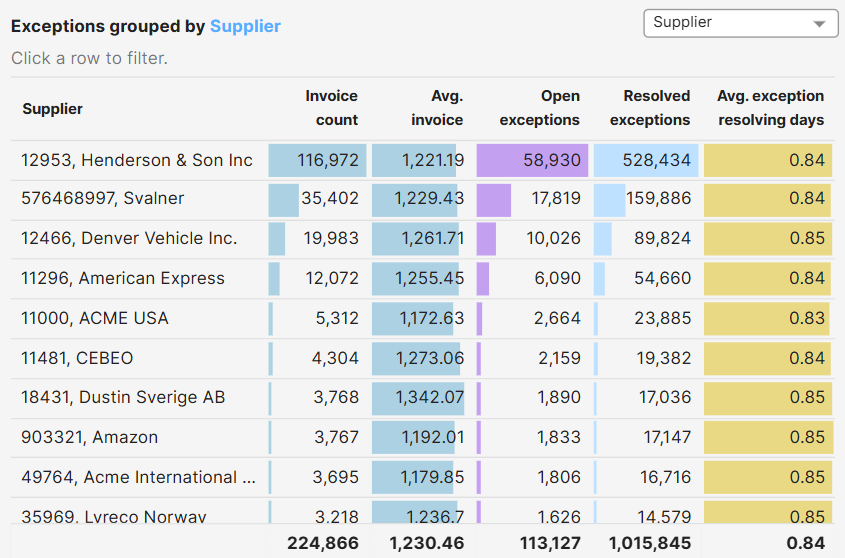 Exceptions grouped by Supplier
Supplier
Click a row to filter.
Supplier Invoice count Avg. invoice Open exceptions Resolved exceptions Avg. exception resolving days
12953, Henderson & Son Inc 116,972 1,221.19 58,930 528,434 0.84
576468997, Svalner 35,402 1,229.43 17,819 159,886 0.84
12466, Denver Vehicle Inc. 19,983 1,261.71 10,026 89,824 0.85
11296, American Express 12,072 1,255.45 6,090 54,660 0.84
11000, ACME USA 5,312 1,172.63 2,664 23,885 0.83
11481, CEBEO 4,304 1,273.06 2,159 19,382 0.84
18431, Dustin Sverige AB 3,768 1,342.07 1,890 17,036 0.85
903321, Amazon 3,767 1,192.01 1,833 17,147 0.85
49764, Acme International ... 3,695 1,179.85 1,806 16,716 0.85
35969, Lyreco Norway 3,218 1,236.7 1,626 14,579 0.85
224,866 1,230.46 113,127 1,015,845 0.84